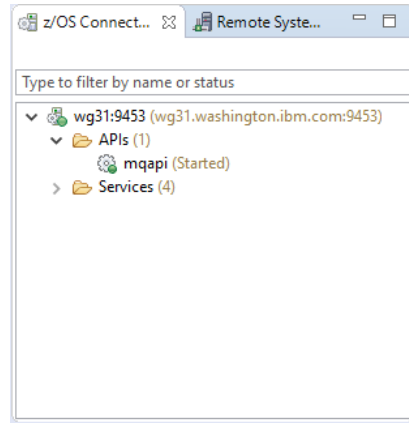 z/OS Connect... Remote Syste...
Type to filter by name or status
wg31:9453 (wg31.washington.ibm.com:9453)
APIs (1)
mqapi (Started)
Services (4)